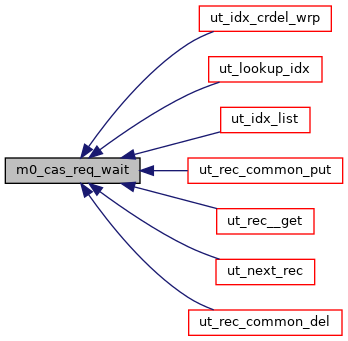 ut_idx_crdel_wrp
ut_lookup_idx
ut_idx_list
m0_cas_req_wait
ut_rec_common_put
ut_rec__get
ut_next_rec
ut_rec_common_del